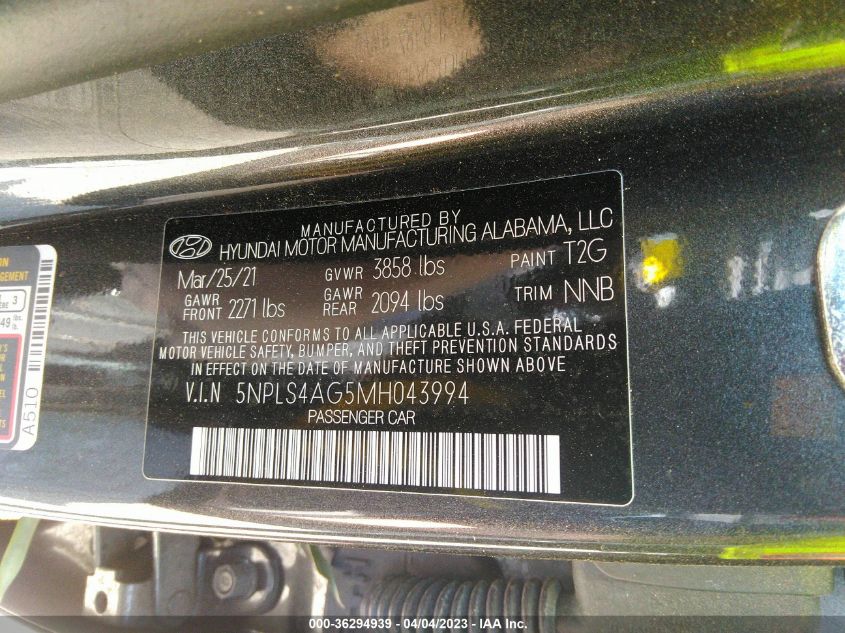 MANUFACTURED BY
HYUNDAI MOTOR MANUFACTURING ALABAMA, LLC
Mar/25/21 GVWR 3858 lbs PAINT T2G
GAWR FRONT 2271 lbs GAWR REAR 2094 lbs TRIM NNB
THIS VEHICLE CONFORMS TO ALL APPLICABLE U.S.A. FEDERAL
MOTOR VEHICLE SAFETY, BUMPER, AND THEFT PREVENTION STANDARDS
IN EFFECT ON THE DATE OF MANUFACTURE SHOWN ABOVE
V.I.N 5NPLS4AG5MH043994
PASSENGER CAR
3
A510
000-36294939 - 04/04/2023 - IAA Inc.